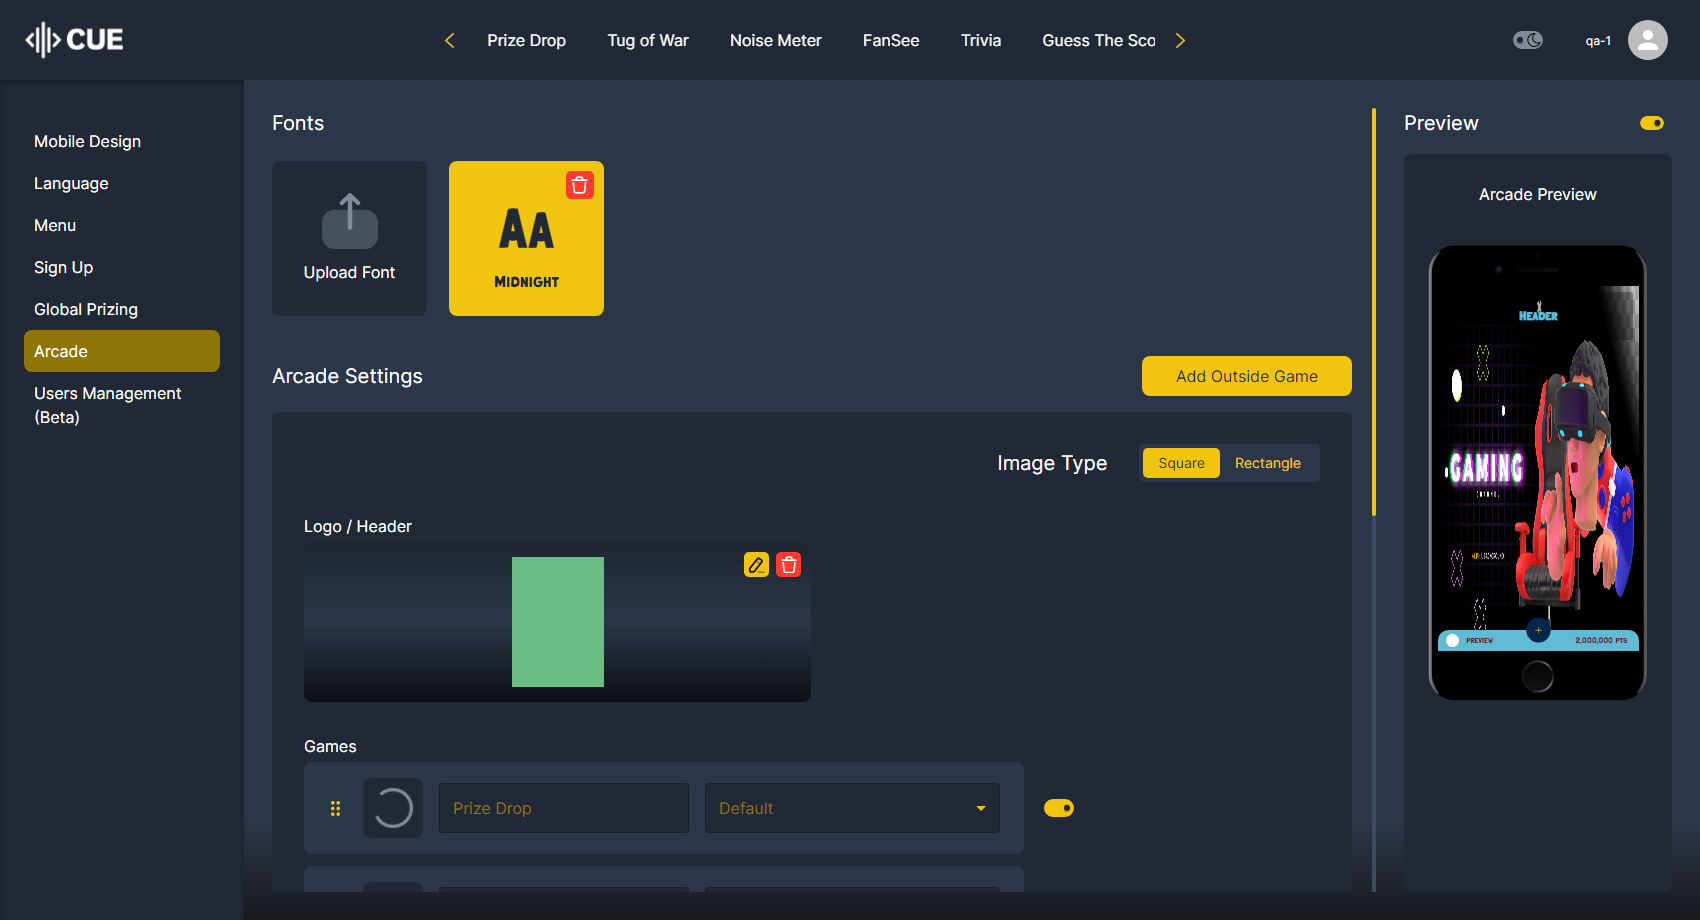 CUE
Prize Drop
Tug of War
Noise Meter
FanSee
Trivia
Guess The Sco
qa-1
Mobile Design
Language
Menu
Sign Up
Global Prizing
Arcade
Users Management
(Beta)
Fonts
Upload Font
AA
MIDNIGHT
Arcade Settings
Add Outside Game
Image Type
Square
Rectangle
Logo / Header
Games
Prize Drop
Default
Preview
Arcade Preview
HEADER
GAMING
CHANNEL
PREVIEW
+
2,000,000 PTS.